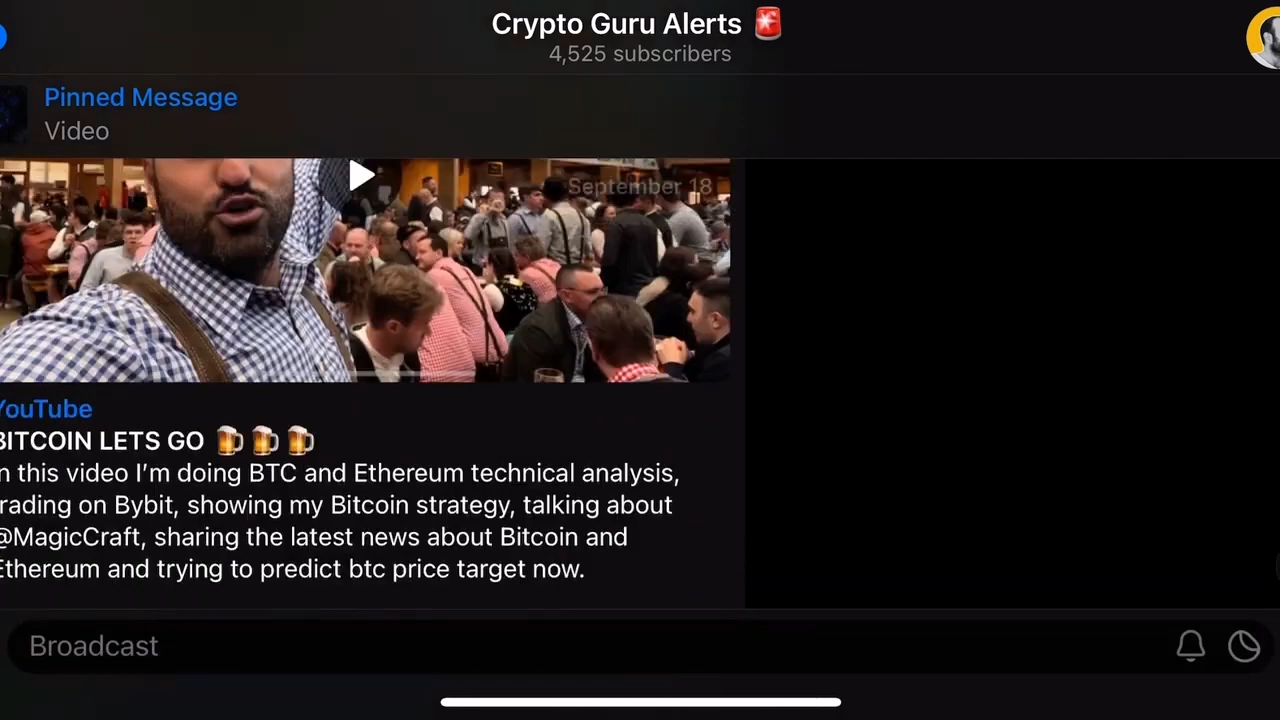 Crypto Guru Alerts 🚨
4,525 subscribers
Pinned Message
Video
September 18
YouTube
BITCOIN LETS GO 🍺🍺🍺
In this video I'm doing BTC and Ethereum technical analysis,
trading on Bybit, showing my Bitcoin strategy, talking about
@MagicCraft, sharing the latest news about Bitcoin and
Ethereum and trying to predict btc price target now.
Broadcast